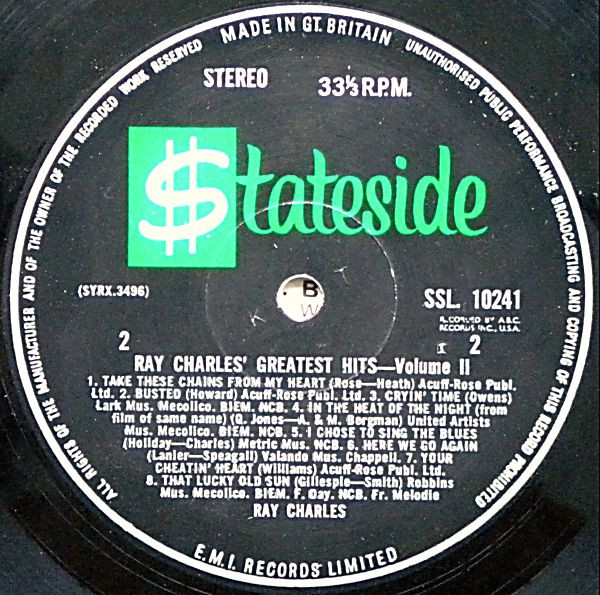 MADE IN GT. BRITAIN
UNAUTHORISED PUBLIC PERFORMANCE BROADCASTING AND COPYING OF THIS RECORD PROHIBITED
ALL RIGHTS OF THE MANUFACTURER AND OF THE OWNER OF THE RECORDED WORK RESERVED
STEREO 33⅓ R.P.M.
$tateside
(SYRX.3496) SSL. 10241
RECORDED BY A.B.C.
RECORDS INC., U.S.A.
B
K W T
2 I 2
RAY CHARLES' GREATEST HITS—Volume II
1. TAKE THESE CHAINS FROM MY HEART (Rose—Heath) Acuff-Rose Publ.
Ltd. 2. BUSTED (Howard) Acuff-Rose Publ. Ltd. 3. CRYIN' TIME (Owens)
Lark Mus. Mecolico. BIEM. NCB. 4. IN THE HEAT OF THE NIGHT (from
film of same name) (Q. Jones—A. & M. Bergman) United Artists
Mus. Mecolico. BIEM. NCB. 5. I CHOSE TO SING THE BLUES
(Holiday—Charles) Metric Mus. NCB. 6. HERE WE GO AGAIN
(Lanier—Speagall) Valando Mus. Chappell. 7. YOUR
CHEATIN' HEART (Williams) Acuff-Rose Publ. Ltd.
8. THAT LUCKY OLD SUN (Gillespie—Smith) Robbins
Mus. Mecolico. BIEM. F. Day. NCB. Fr. Melodie
RAY CHARLES
E.M.I. RECORDS LIMITED